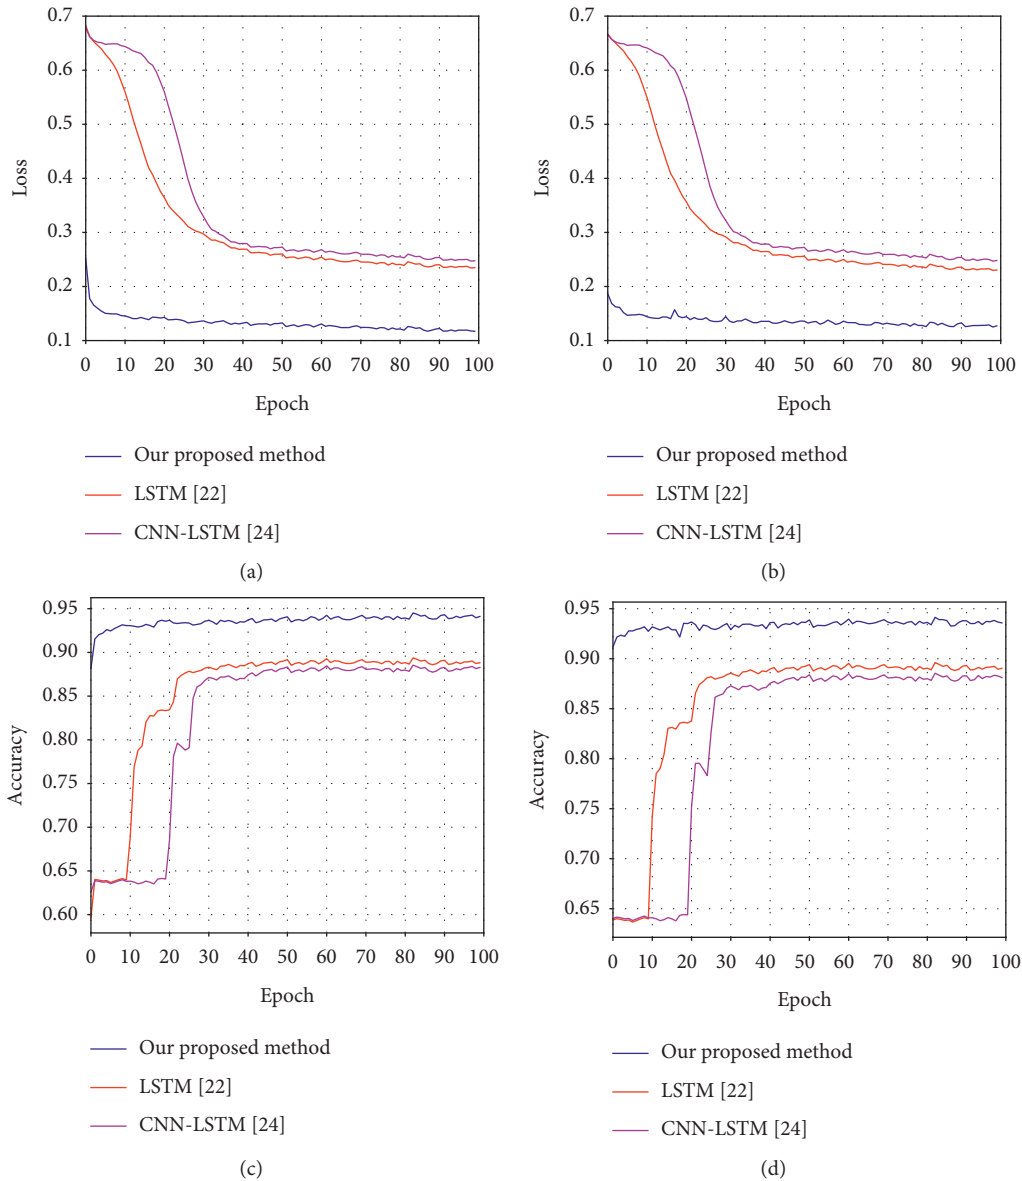 0.7
0.6
0.5
0.4
0.3
0.2
0.1
Loss
0 10 20 30 40 50 60 70 80 90 100
Epoch
Our proposed method
LSTM [22]
CNN-LSTM [24]
(a)
0.7
0.6
0.5
0.4
0.3
0.2
0.1
Loss
0 10 20 30 40 50 60 70 80 90 100
Epoch
Our proposed method
LSTM [22]
CNN-LSTM [24]
(b)
0.95
0.90
0.85
0.80
0.75
0.70
0.65
0.60
Accuracy
0 10 20 30 40 50 60 70 80 90 100
Epoch
Our proposed method
LSTM [22]
CNN-LSTM [24]
(c)
0.95
0.90
0.85
0.80
0.75
0.70
0.65
Accuracy
0 10 20 30 40 50 60 70 80 90 100
Epoch
Our proposed method
LSTM [22]
CNN-LSTM [24]
(d)